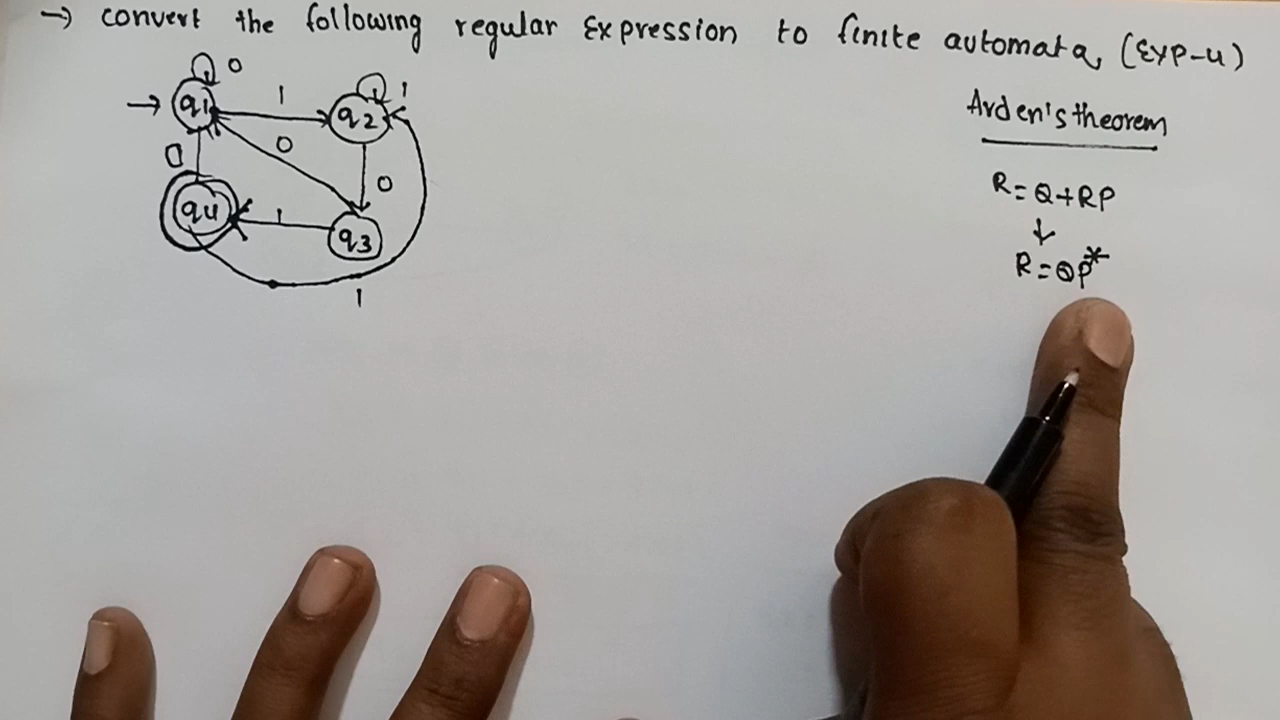 → convert the following regular Expression to finite automata, (Exp-4)
Arden's theorem
R=Q+RP
↓
R=QP*
0
1
1
q1
q2
0
0
0
q4
1
q3
1